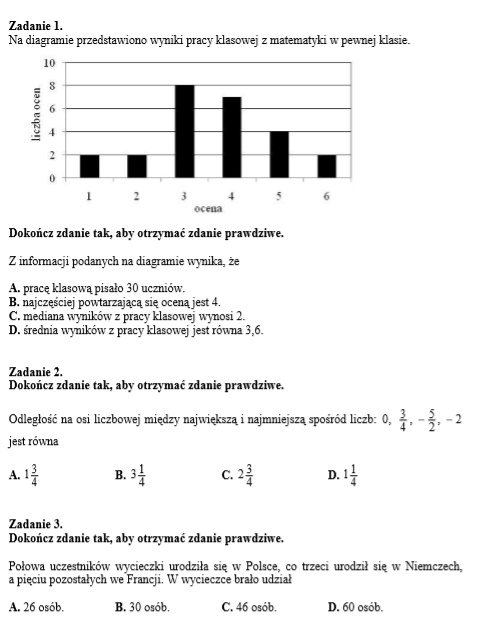 Zadanie 1.
Na diagramie przedstawiono wyniki pracy klasowej z matematyki w pewnej klasie.
10
8
6
4
2
0
liczba ocen
1 2 3 4 5 6
ocena
Dokończ zdanie tak, aby otrzymać zdanie prawdziwe.
Z informacji podanych na diagramie wynika, że
A. pracę klasową pisało 30 uczniów.
B. najczęściej powtarzającą się oceną jest 4.
C. mediana wyników z pracy klasowej wynosi 2.
D. średnia wyników z pracy klasowej jest równa 3,6.
Zadanie 2.
Dokończ zdanie tak, aby otrzymać zdanie prawdziwe.
Odległość na osi liczbowej między największą i najmniejszą spośród liczb: 0, 3/4, − 5/2, − 2
jest równa
A. 1 3/4 B. 3 1/4 C. 2 3/4 D. 1 1/4
Zadanie 3.
Dokończ zdanie tak, aby otrzymać zdanie prawdziwe.
Połowa uczestników wycieczki urodziła się w Polsce, co trzeci urodził się w Niemczech,
a pięciu pozostałych we Francji. W wycieczce brało udział
A. 26 osób. B. 30 osób. C. 46 osób. D. 60 osób.